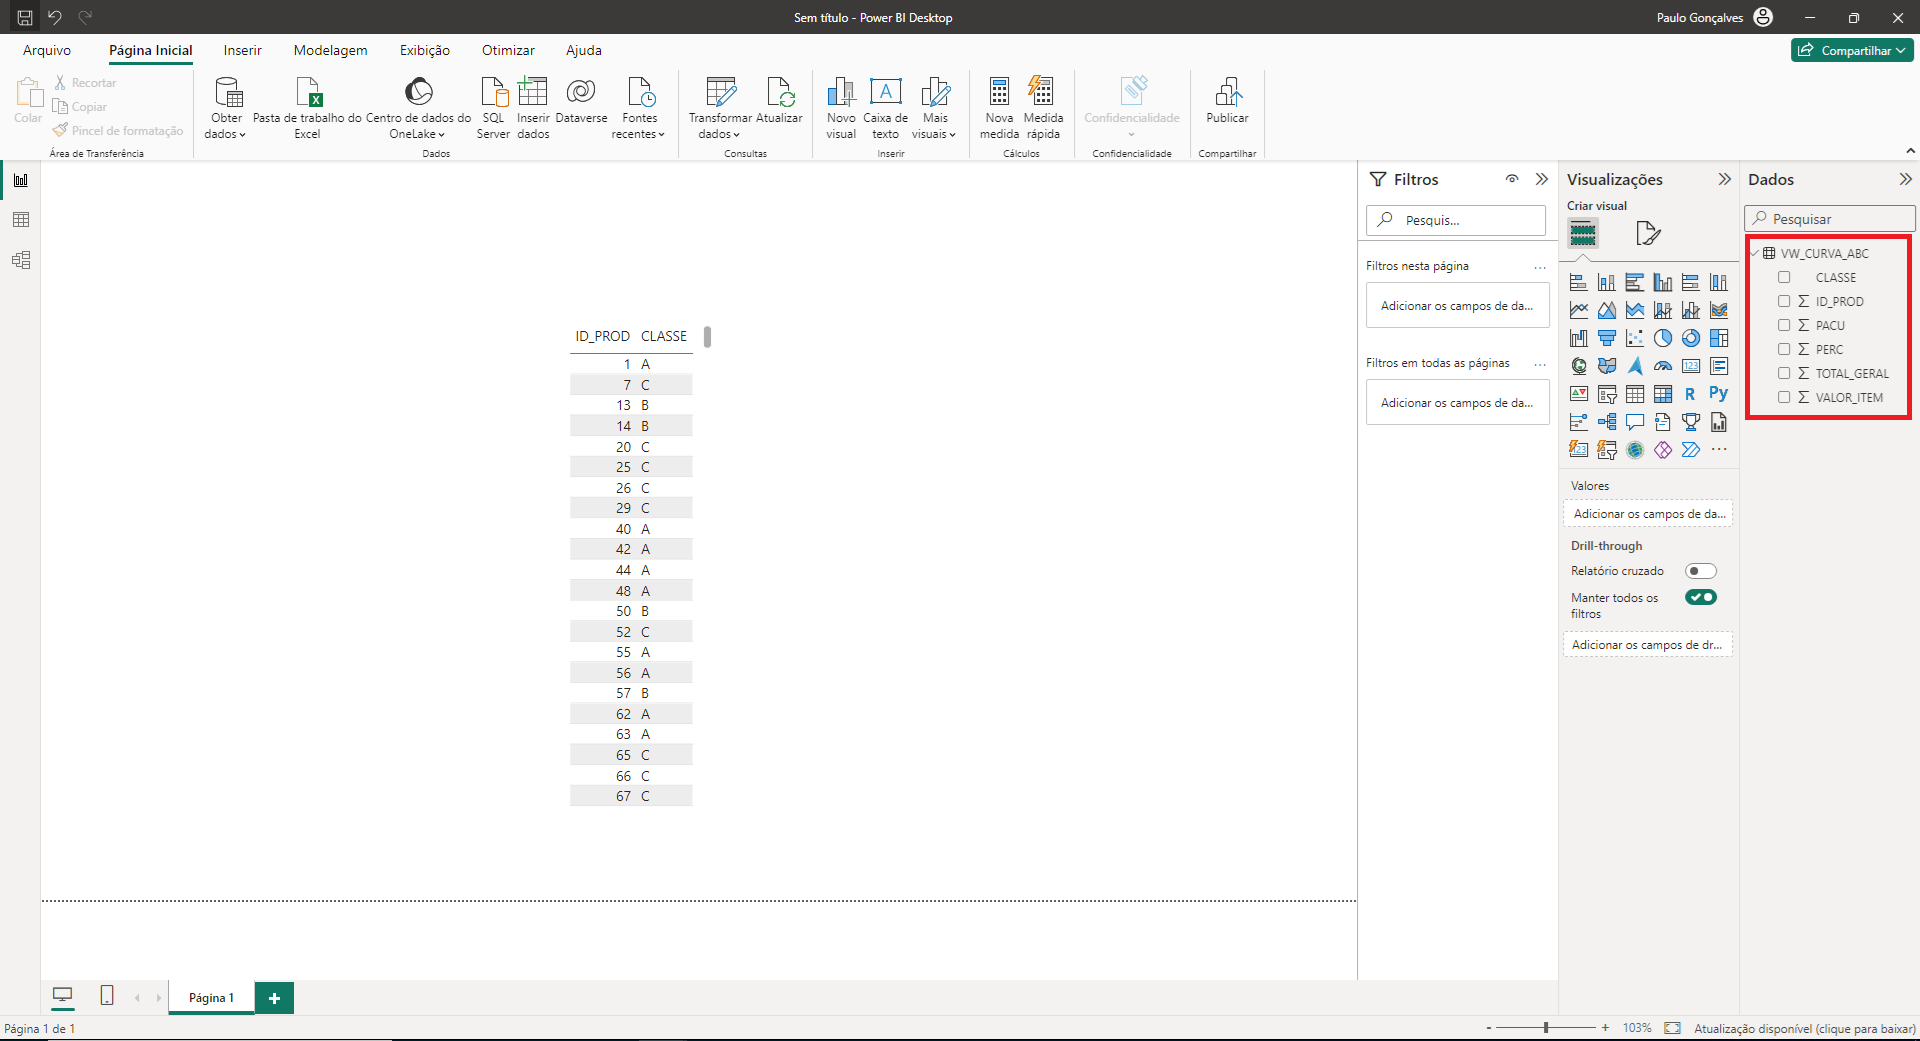 Sem título - Power BI Desktop
Paulo Gonçalves
Arquivo
Página Inicial
Inserir
Modelagem
Exibição
Otimizar
Ajuda
Compartilhar
Colar
Recortar
Copiar
Pincel de formatação
Área de Transferência
Obter dados
Pasta de trabalho do Excel
Centro de dados do OneLake
SQL Server
Inserir dados
Dataverse
Fontes recentes
Dados
Transformar dados
Atualizar
Consultas
Novo visual
Caixa de texto
Mais visuais
Inserir
Nova medida
Medida rápida
Cálculos
Confidencialidade
Confidencialidade
Publicar
Compartilhar
ID_PROD CLASSE
1 A
7 C
13 B
14 B
20 C
25 C
26 C
29 C
40 A
42 A
44 A
48 A
50 B
52 C
55 A
56 A
57 B
62 A
63 A
65 C
66 C
67 C
Filtros
Pesquis...
Filtros nesta página
...
Adicionar os campos de da...
Filtros em todas as páginas
...
Adicionar os campos de da...
Visualizações
Criar visual
123
R
Py
123
...
Valores
Adicionar os campos de da...
Drill-through
Relatório cruzado
Manter todos os
filtros
Adicionar os campos de dr...
Dados
Pesquisar
VW_CURVA_ABC
CLASSE
∑ ID_PROD
∑ PACU
∑ PERC
∑ TOTAL_GERAL
∑ VALOR_ITEM
Página 1
+
Página 1 de 1
- + 103%
Atualização disponível (clique para baixar)